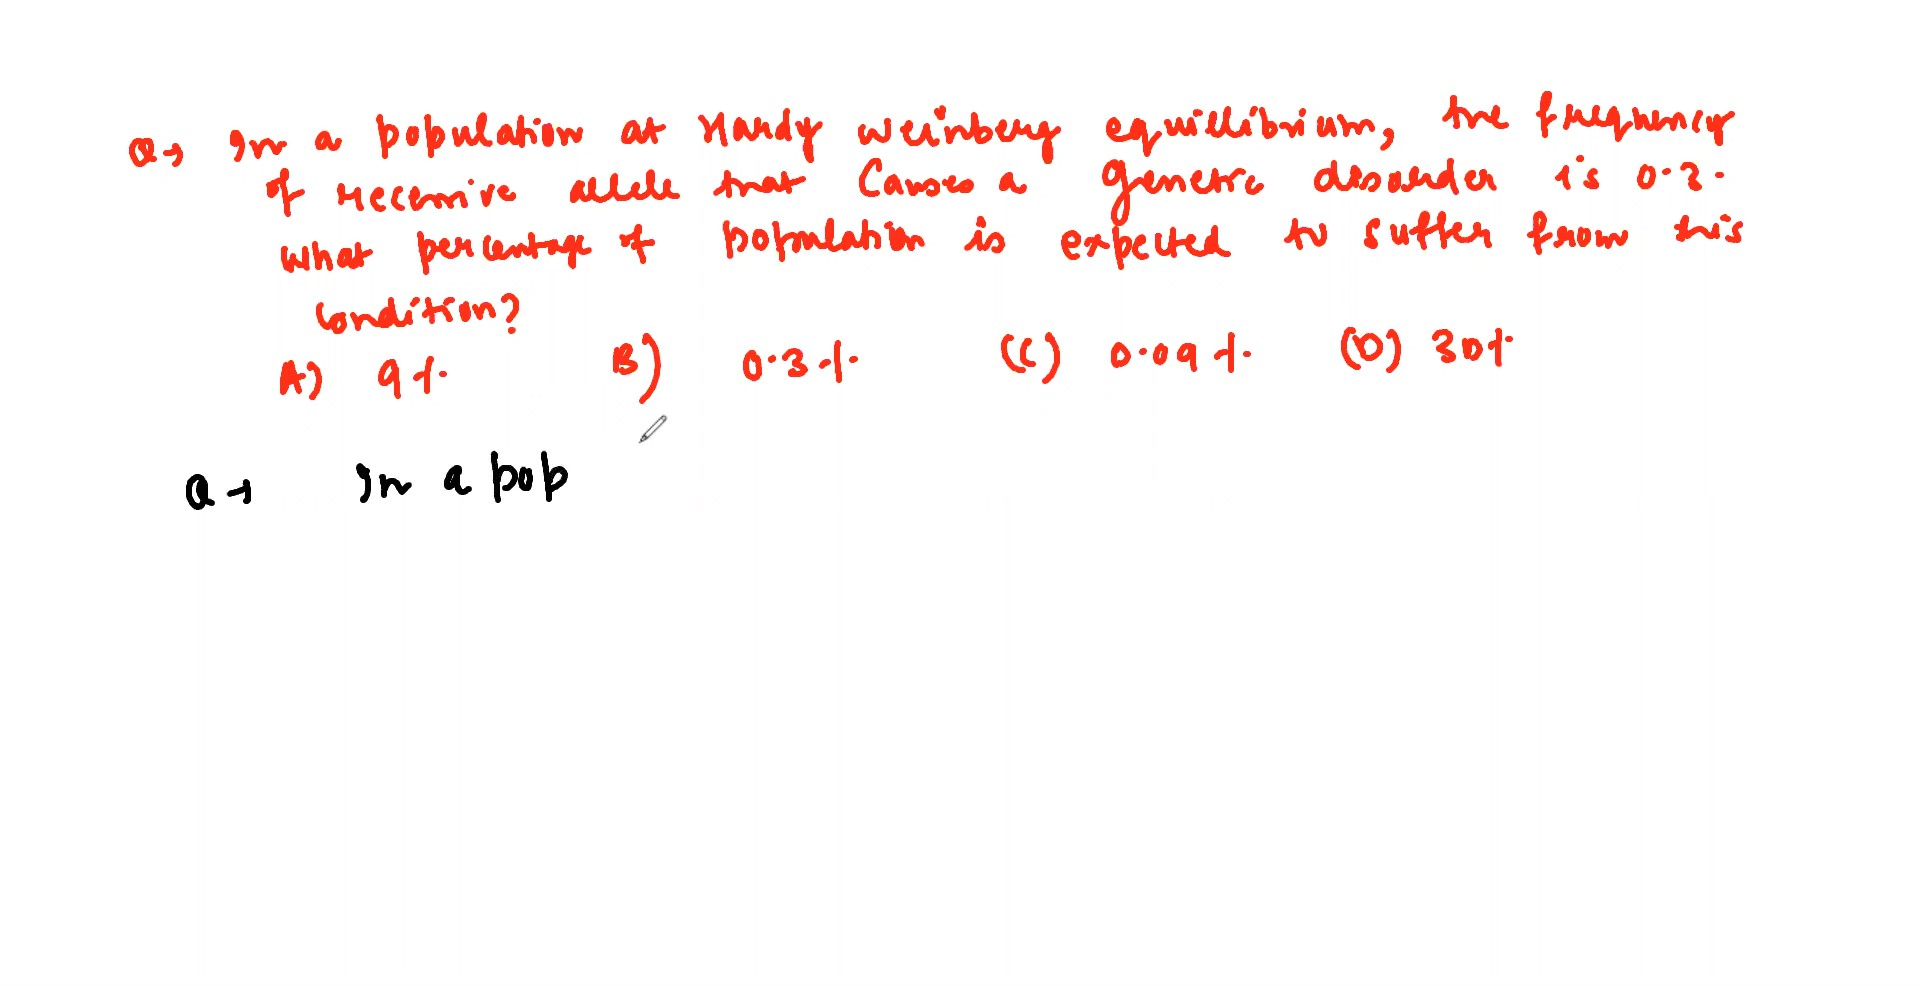 Q→ In a population at Hardy weinberg equillibrium, the frequency
of recessive allele that causes a genetic disorder is 0.3.
what percentage of population is expected to suffer from this
condition?
A) 9% B) 0.3% (C) 0.09% (D) 30%
Q→ In a pop